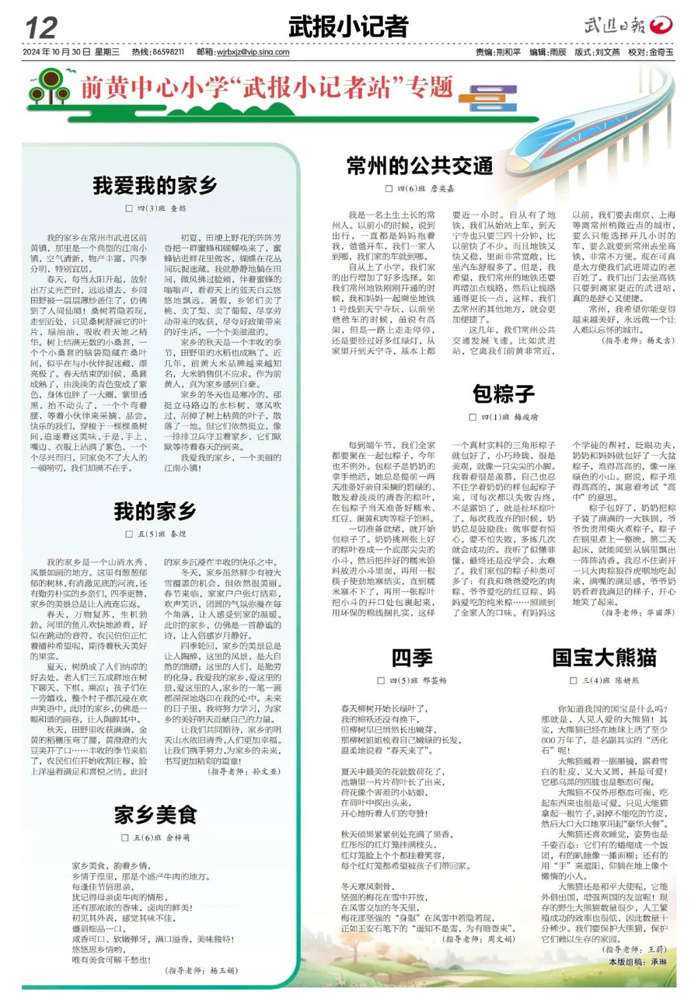 12
武报小记者
武进日报
2024年10月30日 星期三 热线:86598211 邮箱:wjrbxjz@vip.sina.com
责编:荆和平 编辑:雨辰 版式:刘文燕 校对:金奇玉
前黄中心小学“武报小记者站”专题
我爱我的家乡
□ 四(3)班 查懿
我的家乡在常州市武进区前
黄镇，那里是一个典型的江南小
镇，空气清新，物产丰富，四季
分明，特别宜居。
春天，每当太阳升起，放射
出万丈光芒时，远远望去，乡间
田野被一层层薄纱盖住了，仿佛
到了人间仙境！桑树若隐若现，
走到近处，只见桑树舒展它的叶
片，绿油油，吸收着天地之精
华。树上结满无数的小桑葚，一
个个小桑葚的脑袋隐藏在桑叶
间，似乎在与小伙伴捉迷藏，漂
亮极了。春天结束的时候，桑葚
成熟了，由淡淡的青色变成了紫
色，身体也胖了一大圈，紫里透
黑，抬不动头了，一个个弯着
腰，等着小伙伴来采摘、品尝。
快乐的我们，穿梭于一棵棵桑树
间，追逐着这美味，于是，手上、
嘴边、衣服上沾满了紫色，一个
个尽兴而归，回家免不了大人的
一顿唠叨，我们却满不在乎。
初夏，田埂上野花的阵阵芳
香把一群蜜蜂和蝴蝶唤来了，蜜
蜂钻进鲜花里做客，蝴蝶在花丛
间玩捉迷藏。我就静静地躺在田
间，微风拂过脸颊，伴着蜜蜂的
嗡嗡声，看着天上的蓝天白云悠
悠地飘远。暑假，乡邻们卖了
桃、卖了梨、卖了葡萄，尽享劳
动带来的收获，尽夸好政策带来
的好生活，一个个美滋滋的。
家乡的秋天是一个丰收的季
节，田野里的水稻也成熟了。近
几年，前黄大米品牌越来越知
名，大米销售供不应求。作为前
黄人，真为家乡感到自豪。
家乡的冬天也是寒冷的，那
挺立马路边的水杉树，寒风吹
过，刮掉了树上枯黄的叶子，散
落了一地。但它们依然挺立，像
一排排卫兵守卫着家乡，它们默
默等待着春天的到来。
我爱我的家乡，一个美丽的
江南小镇！
我的家乡
□ 五(5)班 秦煜
我的家乡是一个山清水秀、
风景如画的地方。这里有葱葱郁
郁的树林，有清澈见底的河流，还
有勤劳朴实的乡亲们。四季更替，
家乡的美景总是让人流连忘返。
春天，万物复苏，生机勃
勃。河里的鱼儿欢快地游着，好
似在跳动的音符。农民伯伯正忙
着播种希望呢，期待着秋天美好
的果实。
夏天，树荫成了人们纳凉的
好去处。老人们三五成群地在树
下聊天、下棋、乘凉；孩子们在
一旁嬉戏，整个村子都沉浸在欢
声笑语中。此时的家乡，仿佛是一
幅和谐的画卷，让人陶醉其中。
秋天，田野里收获满满，金
黄的稻穗压弯了腰，黄澄澄的大
豆笑开了口……丰收的季节来临
了，农民伯伯开始收割庄稼，脸
上洋溢着满足和喜悦之情。此时
的家乡沉浸在丰收的快乐之中。
冬天，家乡虽然鲜少有被大
雪覆盖的机会，但依然很美丽。
春节来临，家家户户张灯结彩，
欢声笑语，团圆的气氛弥漫在每
个角落，让人感受到家的温暖。
此时的家乡，仿佛是一首静谧的
诗，让人倍感岁月静好。
四季轮回，家乡的美景总是
让人陶醉，这里的风景，是大自
然的馈赠；这里的人们，是勤劳
的化身。我爱我的家乡，爱这里的
景，爱这里的人，家乡的一笔一画
都深深地烙印在我的心中。未来
的日子里，我将努力学习，为家
乡的美好明天贡献自己的力量。
让我们共同期待，家乡的明
天山水依旧清秀，人们更加幸福。
让我们携手努力，为家乡的未来，
书写更加精彩的篇章！
(指导老师：孙文亚)
家乡美食
□ 五(6)班 余梓萌
家乡美食，韵着乡情，
乡情于湟里，那是个盛产牛肉的地方。
每逢佳节倍思亲，
犹记得母亲卤牛肉的情形，
还有那浓浓的香味，卤肉的鲜美！
初见其外表，感觉其味不佳，
蹙眉细品一口，
咸香可口、软嫩弹牙，满口溢香，美味独特！
悠悠思乡情哟，
唯有美食可解千愁也！
(指导老师：杨玉娟)
常州的公共交通
□ 四(6)班 詹奕嘉
我是一名土生土长的常
州人。以前小的时候，说到
出行，一直都是妈妈抱着
我，爸爸开车，我们一家人
到哪，我们家的车就到哪。
自从上了小学，我们家
的出行增加了好多选择。如
我们常州地铁刚刚开通的时
候，我和妈妈一起乘坐地铁
1号线到天宁寺玩，以前坐
爸爸车的时候，虽说有高
架，但是一路上走走停停，
还是要经过好多红绿灯，从
家里开到天宁寺，基本上都
要近一小时。自从有了地
铁，我们从始站上车，到天
宁寺也只要三四十分钟，比
以前快了不少。而且地铁又
快又稳，里面非常宽敞，比
坐汽车舒服多了。但是，我
希望，我们常州的地铁还要
再增加点线路，然后让线路
通得更长一点，这样，我们
去常州的其他地方，就会更
加便捷了。
这几年，我们常州公共
交通发展飞速。比如武进
站，它离我们前黄非常近，
以前，我们要去南京、上海
等离常州稍微近点的城市，
要么只能选择开几小时的
车，要么就要到常州去坐高
铁，非常不方便。现在可真
是太方便我们武进周边的老
百姓了。我们出门去坐高铁
只要到离家更近的武进站，
真的是舒心又便捷。
常州，我希望你能变得
越来越美好，永远做一个让
人难以忘怀的城市。
(指导老师：杨文吉)
包粽子
□ 四(1)班 梅竣瑜
每到端午节，我们全家
都要聚在一起包粽子，今年
也不例外。包粽子是奶奶的
拿手绝活，她总是提前一两
天准备好亲自采摘的碧绿的、
散发着淡淡的清香的粽叶，
在包粽子当天准备好糯米、
红豆、蛋黄和肉等粽子馅料。
一切准备就绪，就开始
包粽子了。奶奶挑两张上好
的粽叶卷成一个底部尖尖的
小斗，然后把拌好的糯米馅
料放进小斗里面，再用一根
筷子使劲地塞结实，直到糯
米塞不下了，再用一张粽叶
把小斗的开口处包裹起来，
用环保的棉线捆扎实，这样
一个真材实料的三角形粽子
就包好了，小巧玲珑，很是
美观，就像一只尖尖的小脚。
我看着很是羡慕，自己也忍
不住学着奶奶的样包起粽子
来，可每次都以失败告终，
不是露馅了，就是扯坏粽叶
了。每次我放弃的时候，奶
奶总是鼓励我：做事要有恒
心，要不怕失败，多练几次
就会成功的。我听了似懂非
懂，最终还是没学会，太难
了。我们家包的粽子种类可
多了：有我和爸爸爱吃的肉
粽、爷爷爱吃的红豆粽、妈
妈爱吃的纯米粽……照顾到
了全家人的口味。有妈妈这
个学徒的帮衬，眨眼功夫，
奶奶和妈妈就包好了一大盆
粽子，堆得高高的，像一座
绿色的小山。据说，粽子堆
得高高的，寓意着考试“高
中”的意思。
粽子包好了，奶奶把粽
子装了满满的一大铁锅，爷
爷负责用柴火煮粽子。粽子
在锅里煮上一整晚，第二天
起床，就能闻到从锅里飘出
一阵阵清香。我忍不住剥开
一只大肉粽狼吞虎咽地吃起
来，满嘴的满足感。爷爷奶
奶看着我满足的样子，开心
地笑了起来。
(指导老师：华丽萍)
四季
□ 四(5)班 邢芸畅
春天柳树开始长绿叶了，
我的棉袄还没有换下，
但柳树早已悄然长出嫩芽，
那柳树姐姐梳着自己嫩绿的长发，
温柔地说着“春天来了”。
夏天中最美的花就数荷花了，
池塘里一片片荷叶长了出来，
荷花像个害羞的小姑娘，
在荷叶中探出头来，
开心地听着人们的夸赞！
秋天硕果累累到处充满了果香，
红彤彤的红灯笼挂满枝头，
红灯笼脸上个个都挂着笑容，
每个红灯笼都希望被孩子们带回家。
冬天寒风刺骨，
坚强的梅花在雪中开放，
在风雪交加的冬天里，
梅花那坚强的“身躯”在风雪中若隐若现，
正如王安石笔下的“遥知不是雪，为有暗香来”。
(指导老师：周文娟)
国宝大熊猫
□ 三(4)班 陈妍熙
你知道我国的国宝是什么吗？
那就是，人见人爱的大熊猫！其
实，大熊猫已经在地球上活了至少
800万年了，是名副其实的“活化
石”呢！
大熊猫戴着一副墨镜，露着雪
白的肚皮，又大又圆，甚是可爱！
它那乌黑的四肢也是憨态可掬。
大熊猫不仅外形憨态可掬，吃
起东西来也很是可爱。只见大能猫
拿起一根竹子，剥掉不能吃的竹皮，
然后大口大口地享用起“豪华大餐”。
大熊猫还喜欢睡觉，姿势也是
千姿百态：它们有的蜷缩成一个饭
团，有的趴睡像一摊面糊；还有的
用“手”来遮阳，仰躺在地上像个
懒惰的小人。
大熊猫还是和平大使呢，它能
外借出国，增强两国的友谊呢！现
存的野生大熊猫数量很少，人工繁
殖成功的效率也很低，因此数量十
分稀少。我们要保护大熊猫，保护
它们赖以生存的家园。
(指导老师：王蔚)
本版组稿：承琳